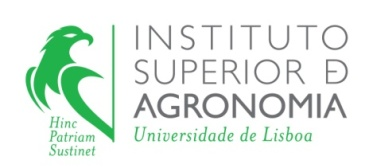 INSTITUTO
SUPERIOR Đ
AGRONOMIA
Universidade de Lisboa
Hinc
Patriam
Sustinet